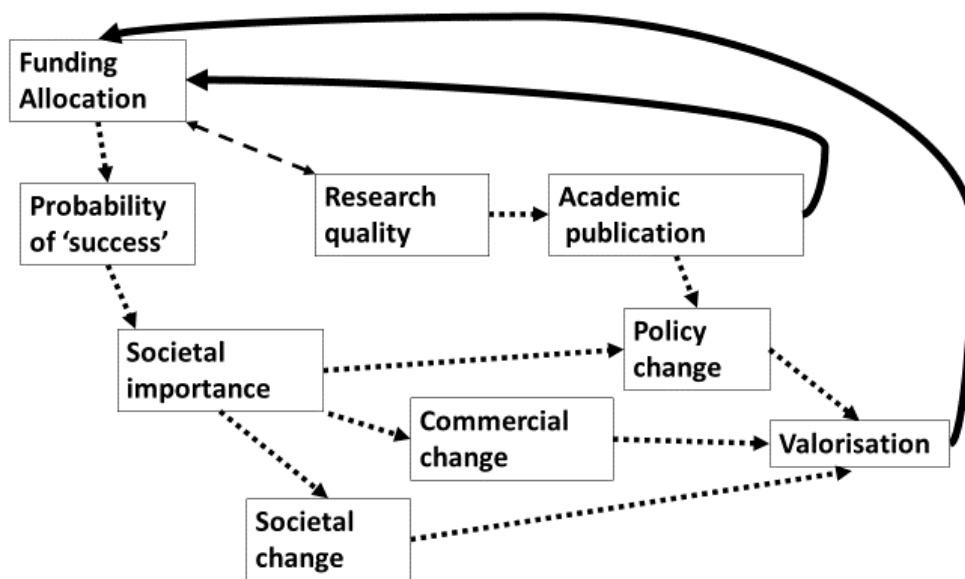 Funding
Allocation
Probability
of ‘success’
Research
quality
Academic
publication
Societal
importance
Policy
change
Commercial
change
Valorisation
Societal
change